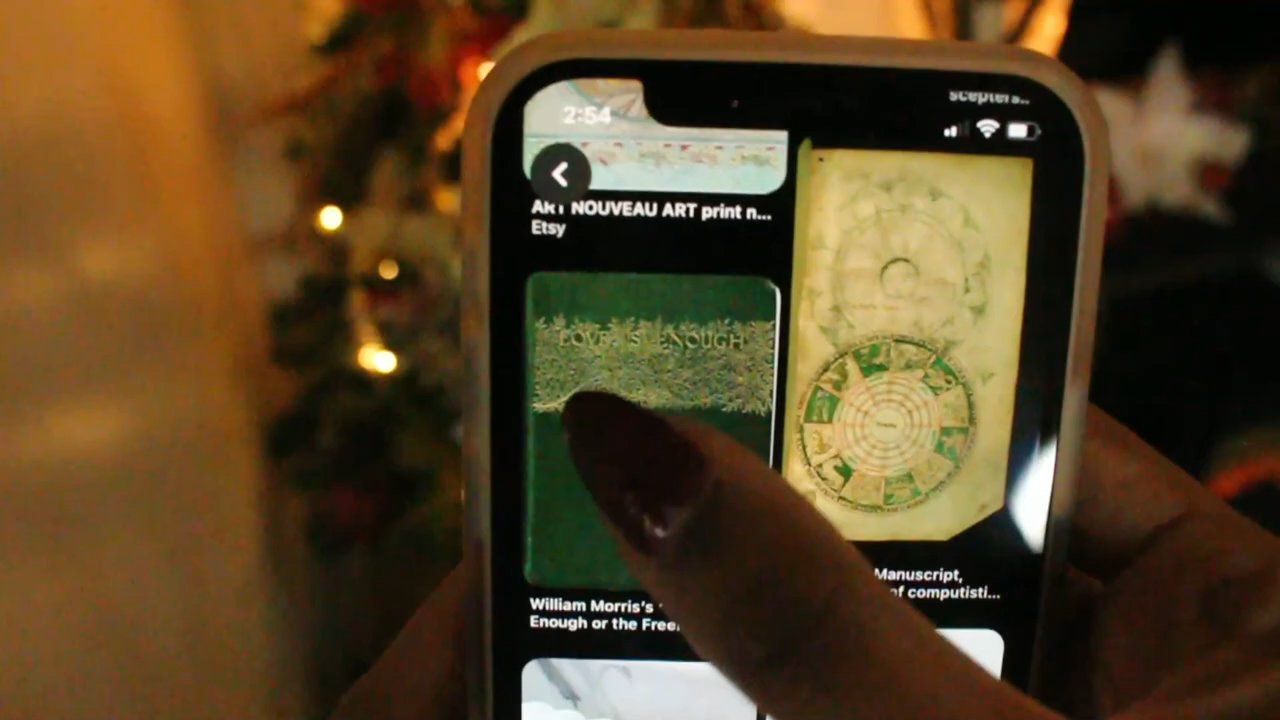 2:54
scepters..
ART NOUVEAU ART print n...
Etsy
LOVE IS ENOUGH
William Morris's
Enough or the Free
Manuscript,
of computisti...